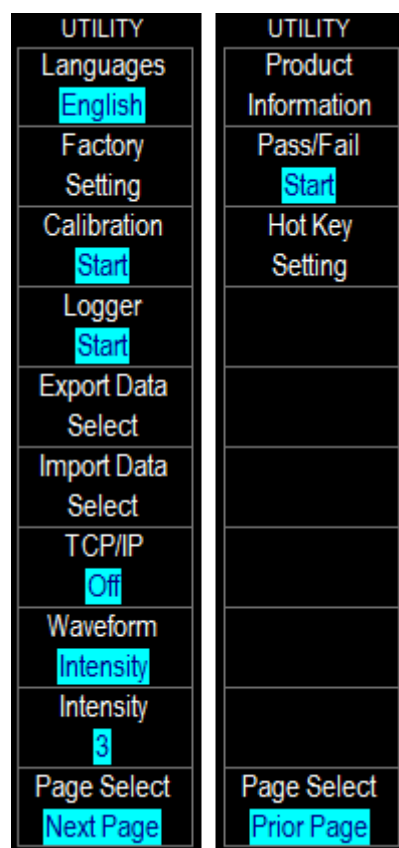 UTILITY
Languages
English
Factory
Setting
Calibration
Start
Logger
Start
Export Data
Select
Import Data
Select
TCP/IP
Off
Waveform
Intensity
Intensity
3
Page Select
Next Page
UTILITY
Product
Information
Pass/Fail
Start
Hot Key
Setting
Page Select
Prior Page